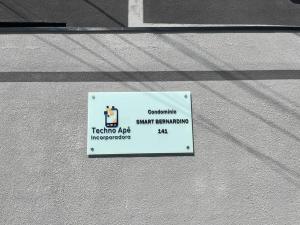 Condomínio
SMART BERNARDINO
141
Techno Apê
Incorporadora